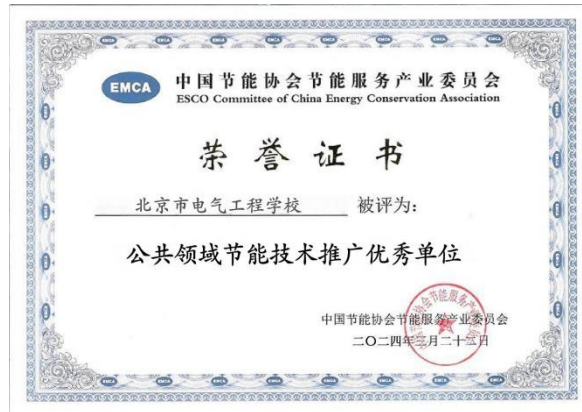 EMCA
中国节能协会节能服务产业委员会
ESCO Committee of China Energy Conservation Association
荣誉证书
北京市电气工程学校 被评为:
公共领域节能技术推广优秀单位
中国节能协会节能服务产业委员会
二〇二四年三月二十二日